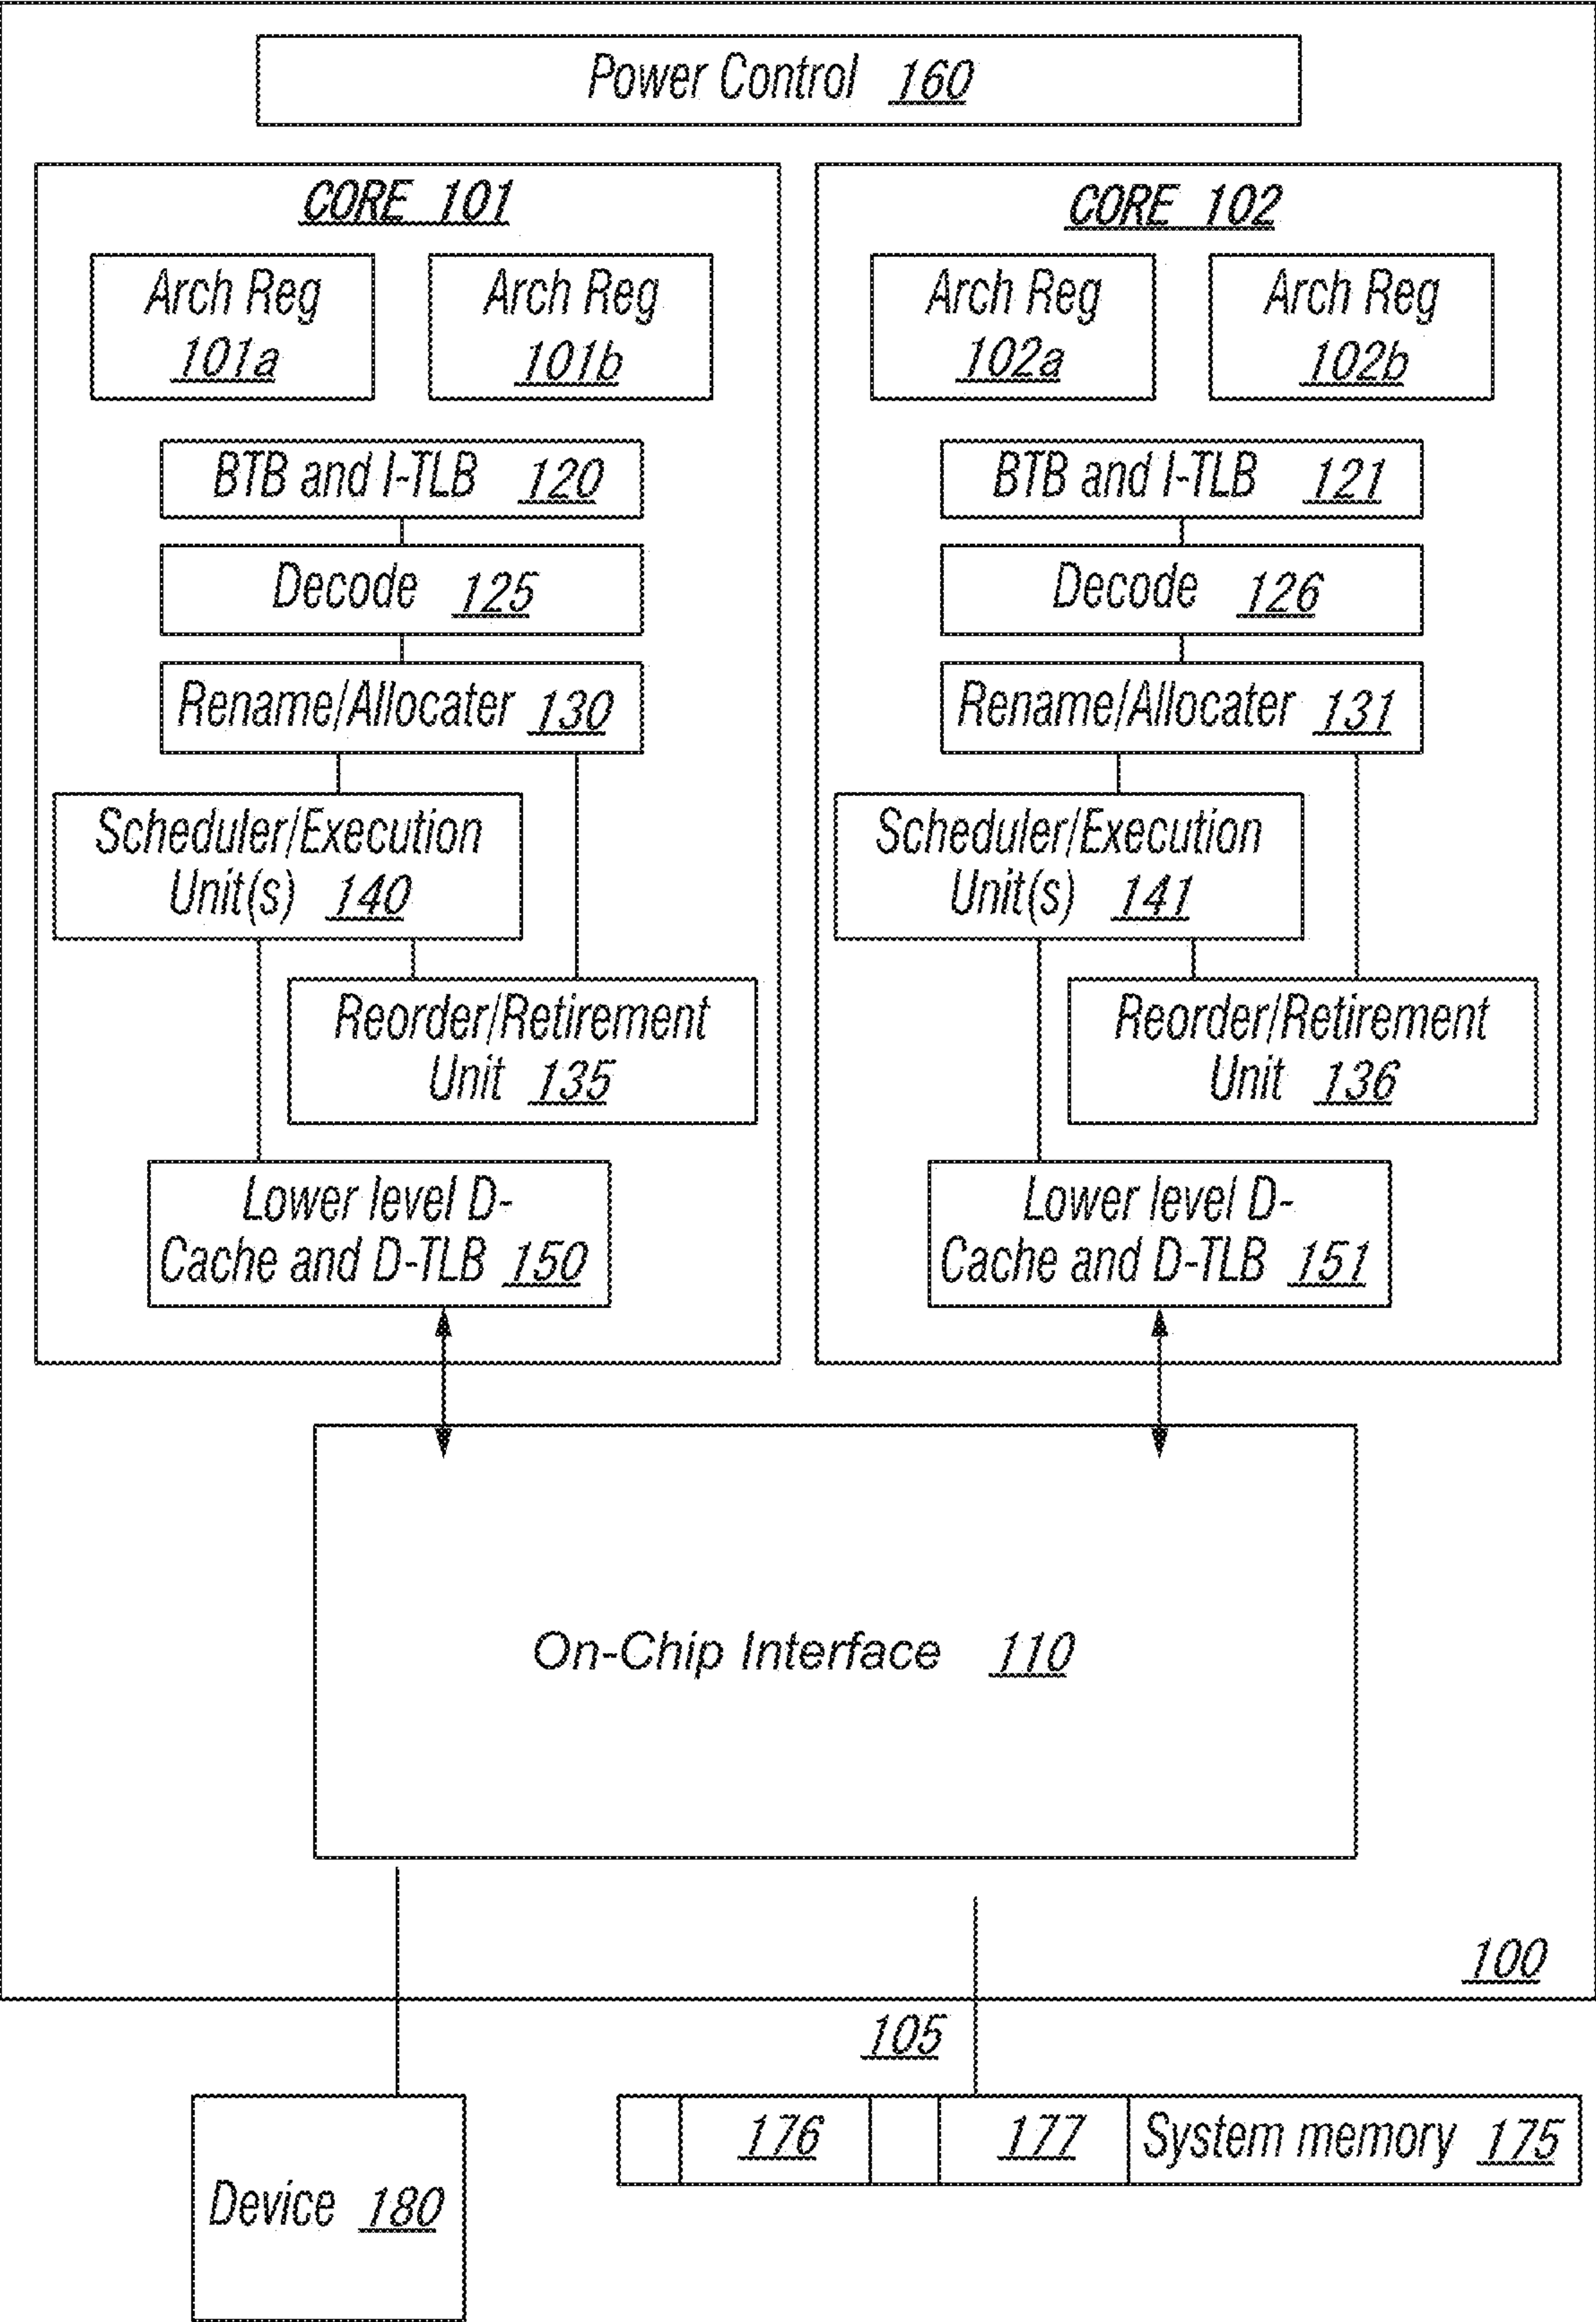 Power Control 160
CORE 101
Arch Reg
101a
Arch Reg
101b
BTB and I-TLB 120
Decode 125
Rename/Allocater 130
Scheduler/Execution
Unit(s) 140
Reorder/Retirement
Unit 135
Lower level D-
Cache and D-TLB 150
CORE 102
Arch Reg
102a
Arch Reg
102b
BTB and I-TLB 121
Decode 126
Rename/Allocater 131
Scheduler/Execution
Unit(s) 141
Reorder/Retirement
Unit 136
Lower level D-
Cache and D-TLB 151
On-Chip Interface 110
100
105
176
177
System memory 175
Device 180